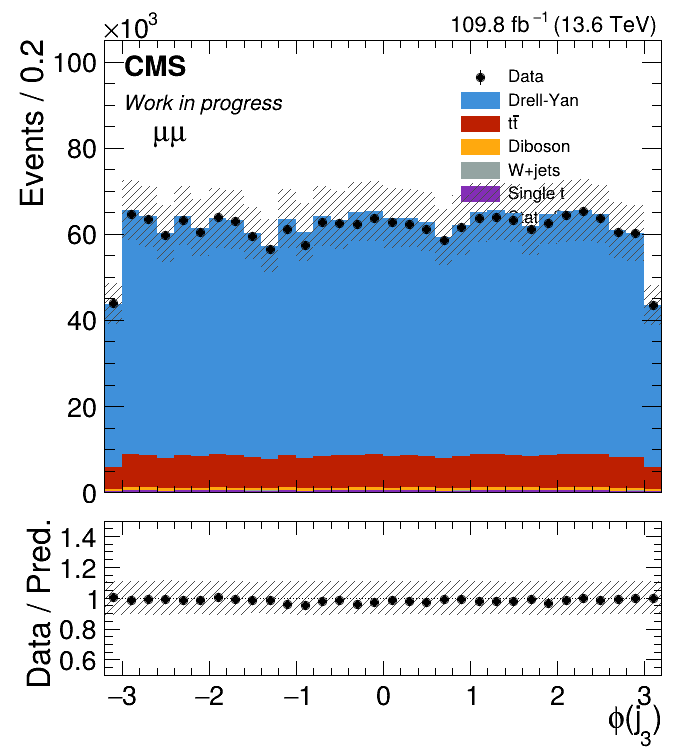 ×10³
109.8 fb⁻¹ (13.6 TeV)
Events / 0.2
100
80
60
40
20
0
CMS
Work in progress
μμ
Data
Drell-Yan
tt̅
Diboson
W+jets
Single t
Data / Pred.
1.4
1.2
1
0.8
0.6
−3 −2 −1 0 1 2 3
φ(j₃)